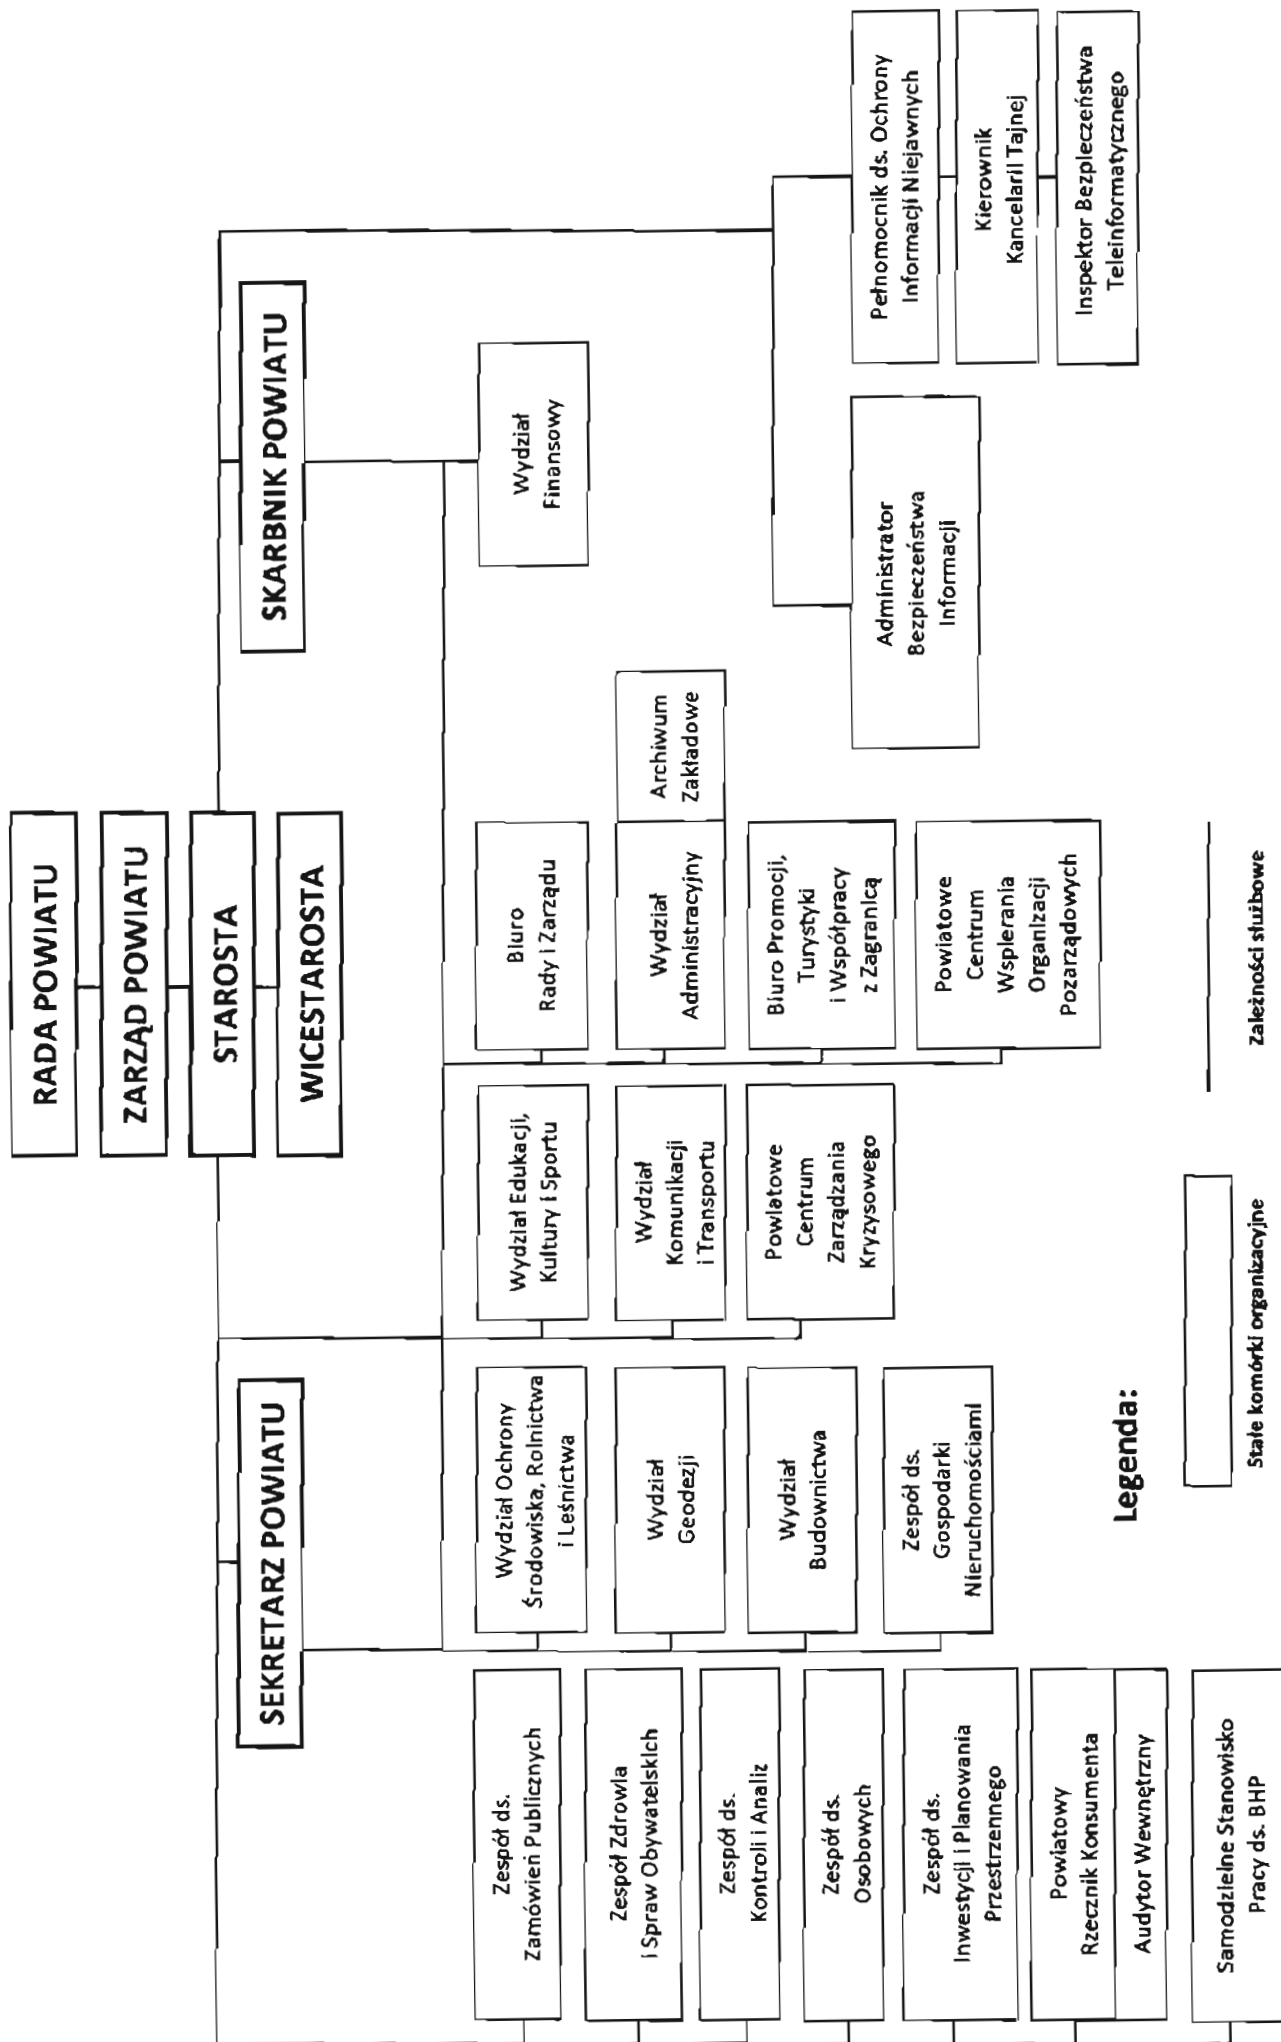 RADA POWIATU
ZARZĄD POWIATU
STAROSTA
WICESTAROSTA
SEKRETARZ POWIATU
SKARBNIK POWIATU
Zespół ds.
Zamówień Publicznych
Zespół Zdrowia
i Spraw Obywatelskich
Zespół ds.
Kontroli i Analiz
Zespół ds.
Osobowych
Zespół ds.
Inwestycji i Planowania
Przestrzennego
Powiatowy
Rzecznik Konsumenta
Audytor Wewnętrzny
Samodzielne Stanowisko
Pracy ds. BHP
Wydział Ochrony
Środowiska, Rolnictwa
i Leśnictwa
Wydział
Geodezji
Wydział
Budownictwa
Zespół ds.
Gospodarki
Nieruchomościami
Wydział Edukacji,
Kultury i Sportu
Wydział
Komunikacji
i Transportu
Powiatowe
Centrum
Zarządzania
Kryzysowego
Biuro
Rady i Zarządu
Wydział
Administracyjny
Archiwum
Zakładowe
Biuro Promocji,
Turystyki
i Współpracy
z Zagranicą
Powiatowe
Centrum
Wspierania
Organizacji
Pozarządowych
Wydział
Finansowy
Administrator
Bezpieczeństwa
Informacji
Pełnomocnik ds. Ochrony
Informacji Niejawnych
Kierownik
Kancelarii Tajnej
Inspektor Bezpieczeństwa
Teleinformatycznego
Legenda:
Stałe komórki organizacyjne
Zależności służbowe